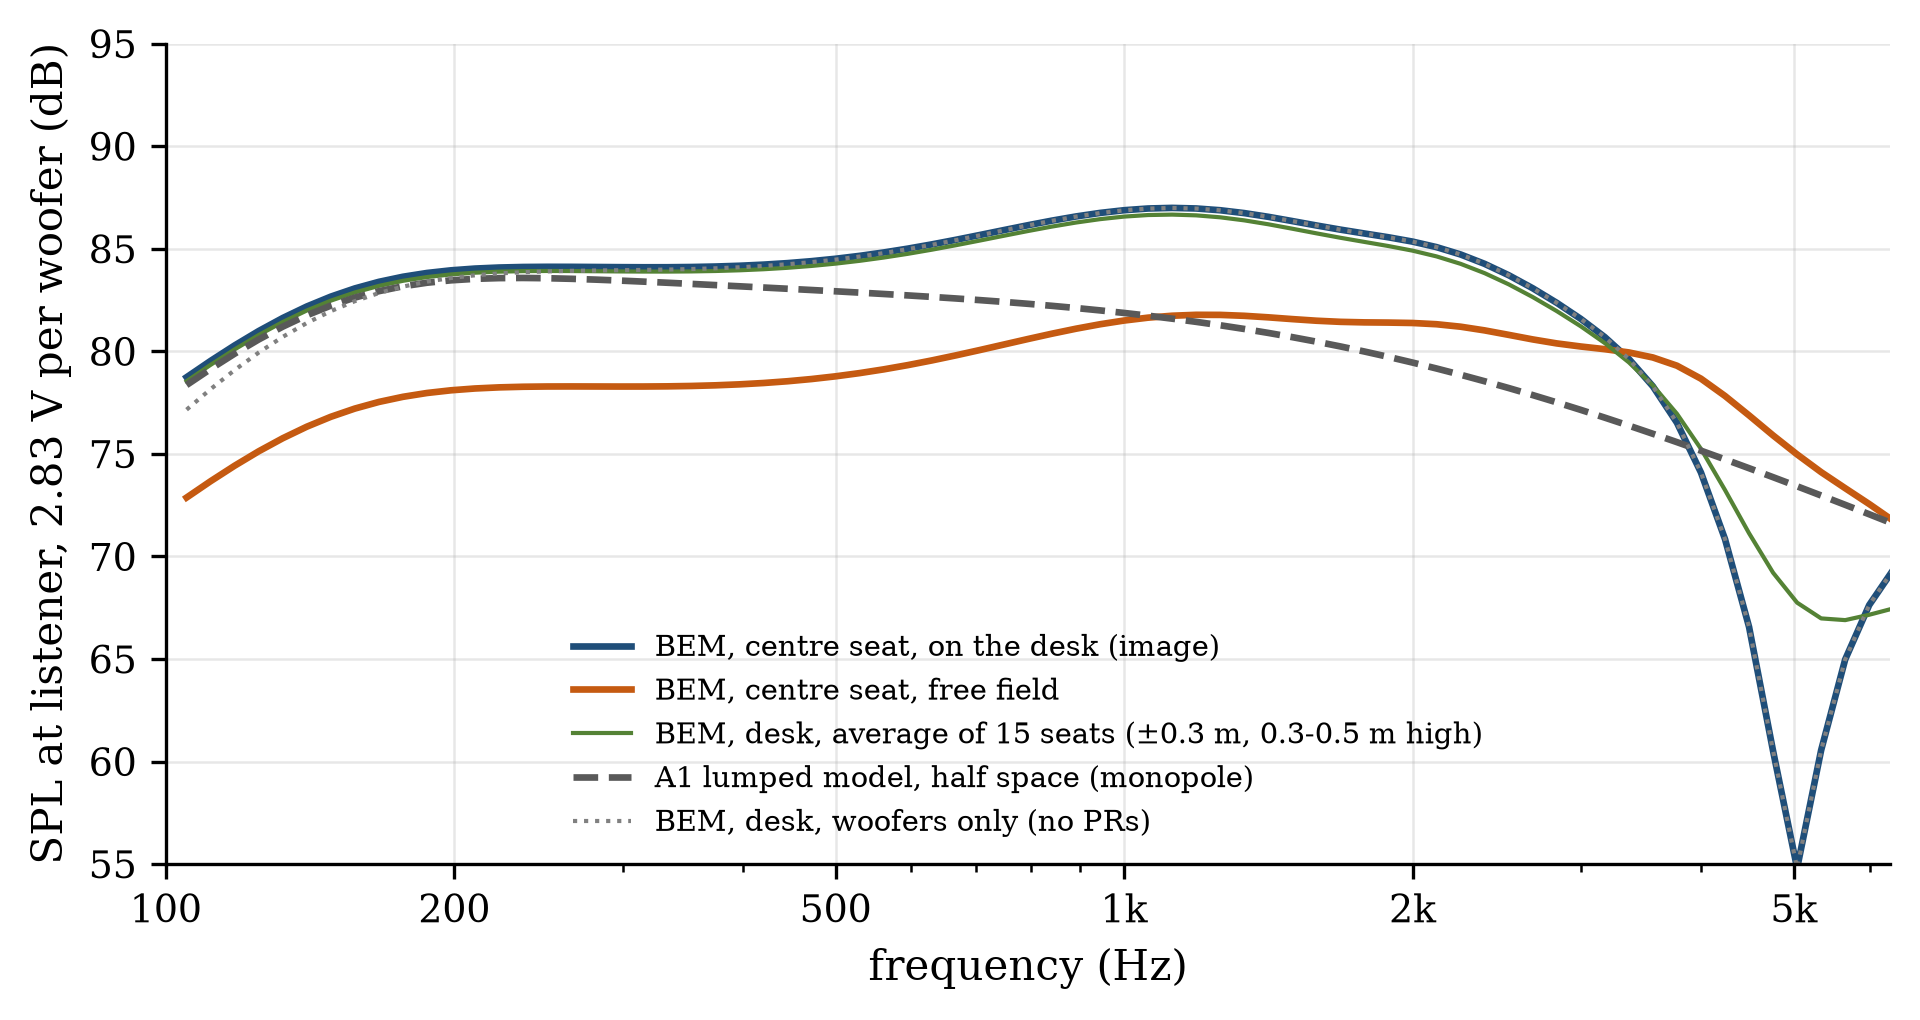 SPL at listener, 2.83 V per woofer (dB)
95
90
85
80
75
70
65
60
55
BEM, centre seat, on the desk (image)
BEM, centre seat, free field
BEM, desk, average of 15 seats (±0.3 m, 0.3-0.5 m high)
A1 lumped model, half space (monopole)
BEM, desk, woofers only (no PRs)
100 200 500 1k 2k 5k
frequency (Hz)